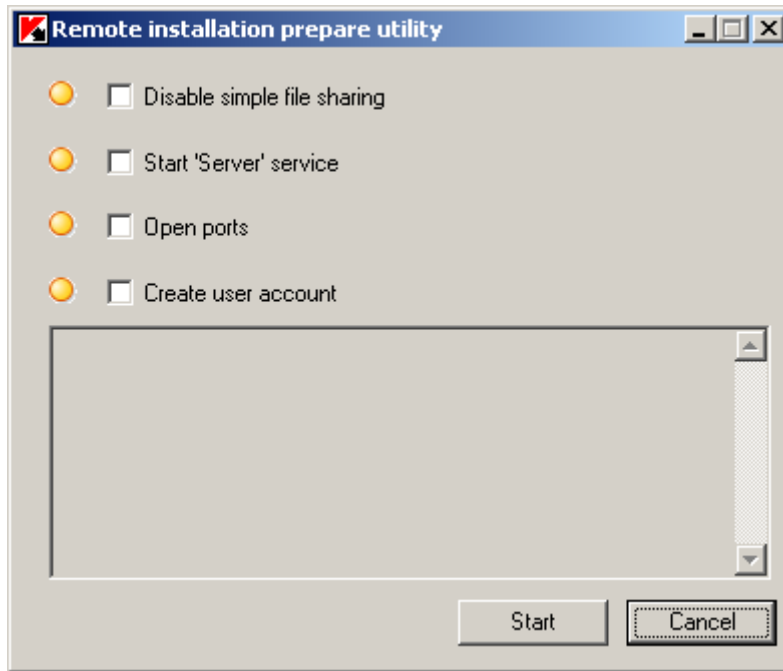 Remote installation prepare utility
Disable simple file sharing
Start 'Server' service
Open ports
Create user account
Start Cancel